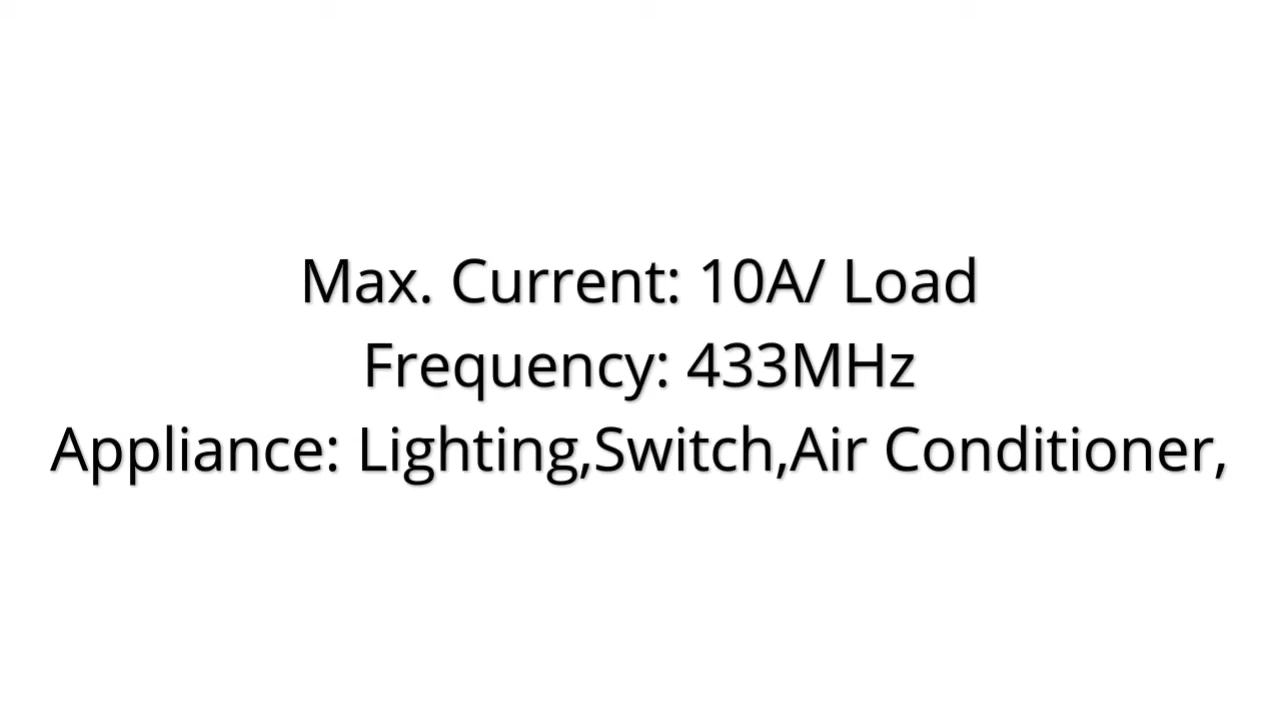 Max. Current: 10A/ Load
Frequency: 433MHz
Appliance: Lighting,Switch,Air Conditioner,